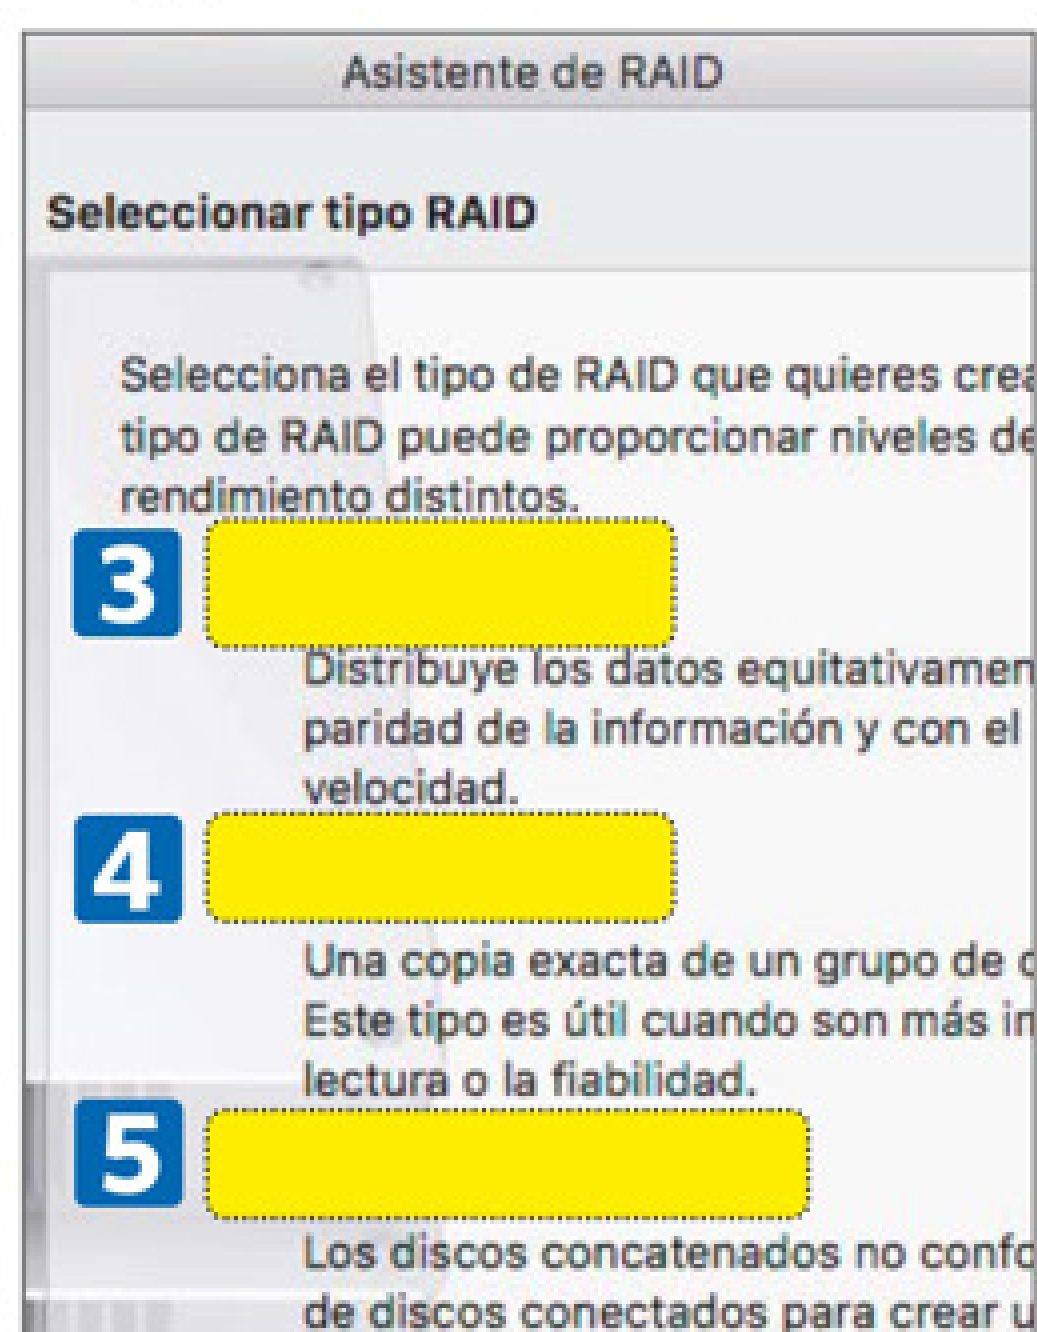 Asistente de RAID
Seleccionar tipo RAID
Selecciona el tipo de RAID que quieres crea
tipo de RAID puede proporcionar niveles de
rendimiento distintos.
3
Distribuye los datos equitativamen
paridad de la información y con el
velocidad.
4
Una copia exacta de un grupo de d
Este tipo es útil cuando son más in
lectura o la fiabilidad.
5
Los discos concatenados no confo
de discos conectados para crear u